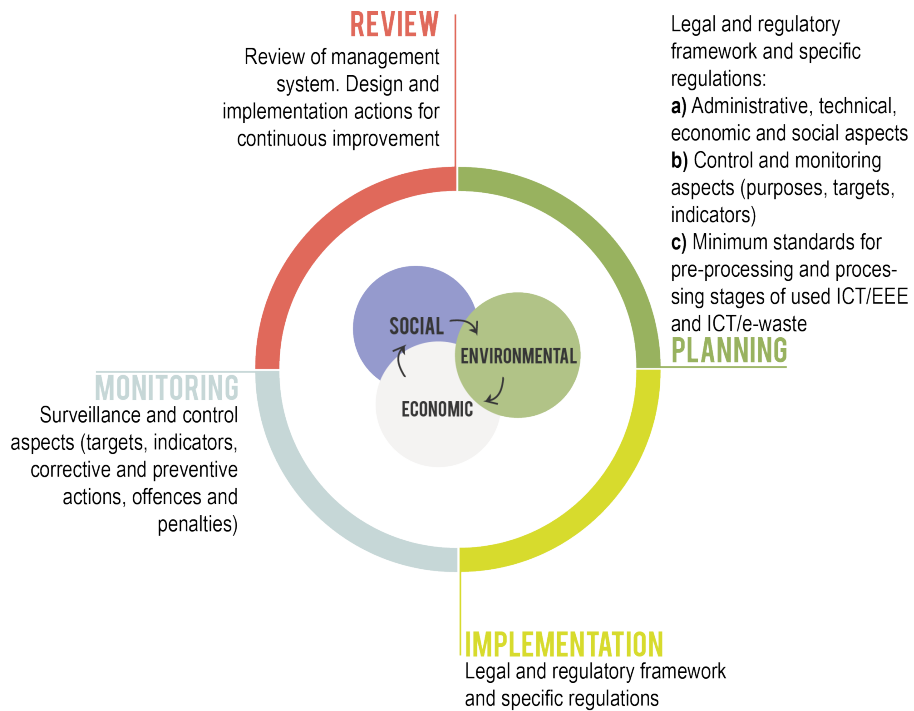 REVIEW
Review of management
system. Design and
implementation actions for
continuous improvement
Legal and regulatory
framework and specific
regulations:
a) Administrative, technical,
economic and social aspects
b) Control and monitoring
aspects (purposes, targets,
indicators)
c) Minimum standards for
pre-processing and proces-
sing stages of used ICT/EEE
and ICT/e-waste
PLANNING
SOCIAL
ENVIRONMENTAL
ECONOMIC
MONITORING
Surveillance and control
aspects (targets, indicators,
corrective and preventive
actions, offences and
penalties)
IMPLEMENTATION
Legal and regulatory framework
and specific regulations